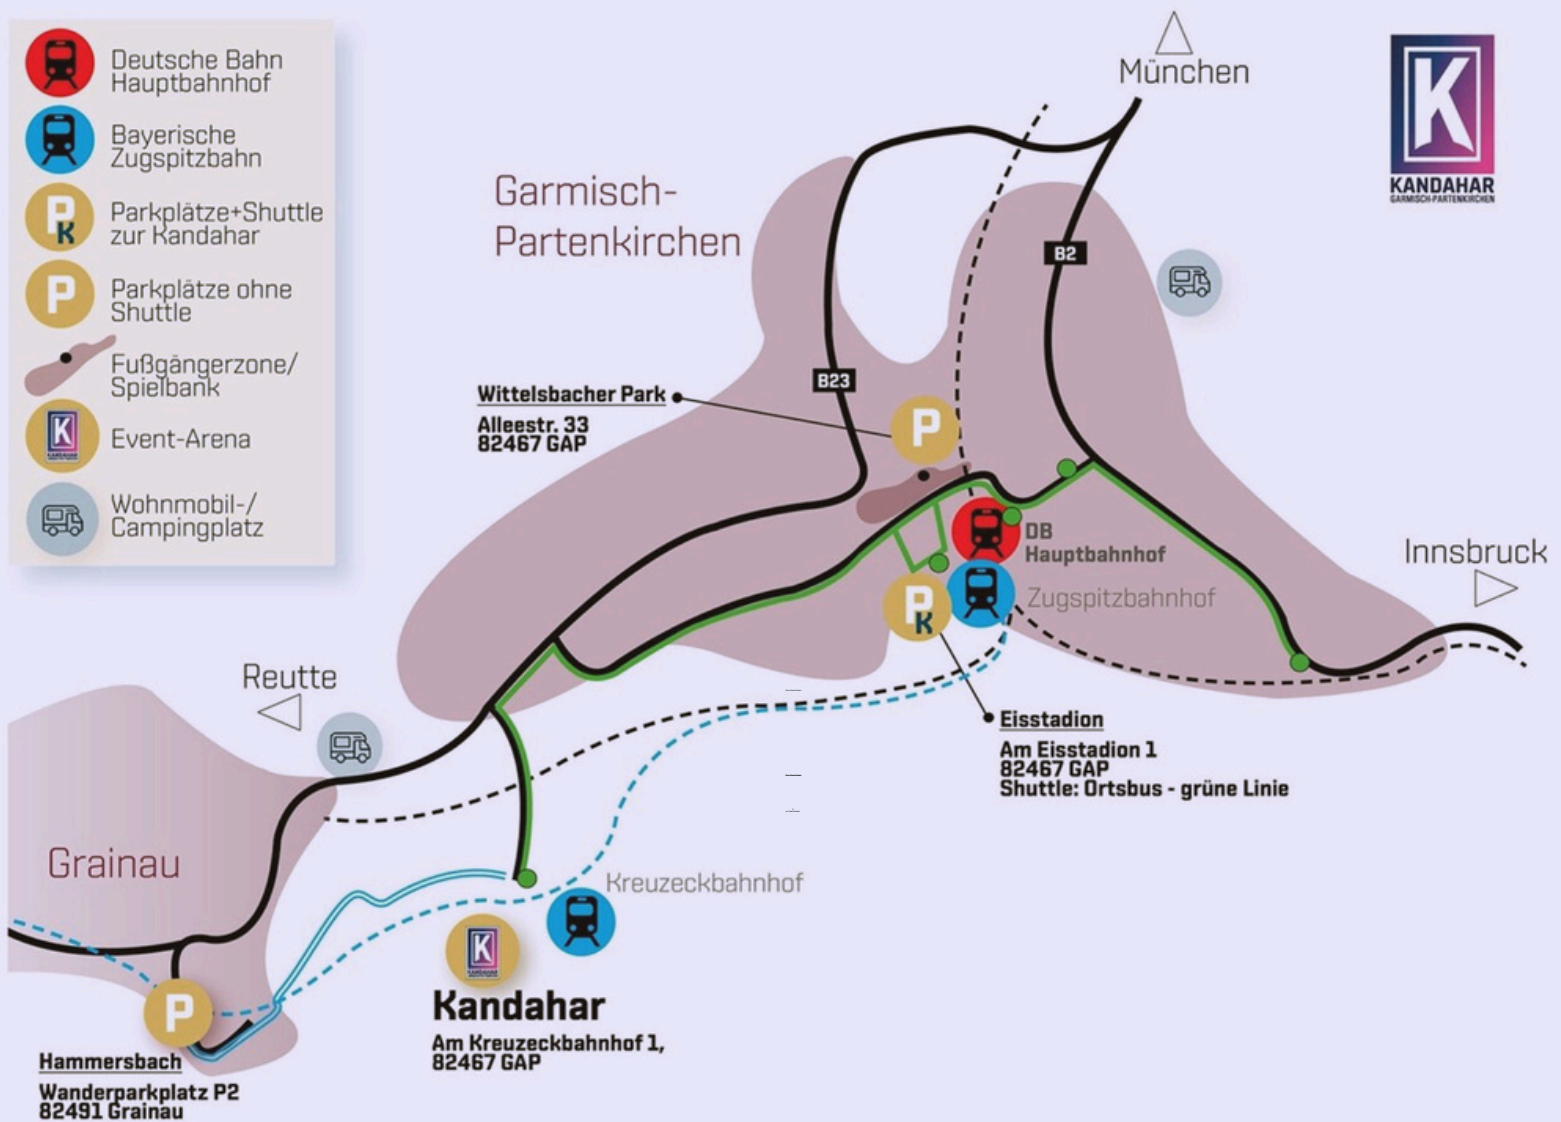 Deutsche Bahn
Hauptbahnhof
Bayerische
Zugspitzbahn
P
K
Parkplätze+Shuttle
zur Kandahar
P
Parkplätze ohne
Shuttle
Fußgängerzone/
Spielbank
K
KANDAHAR
Event-Arena
Wohnmobil-/
Campingplatz
München
K
KANDAHAR
GARMISCH-PARTENKIRCHEN
Garmisch-
Partenkirchen
B2
B23
Wittelsbacher Park
Alleestr. 33
82467 GAP
P
DB
Hauptbahnhof
Zugspitzbahnhof
P
K
Innsbruck
Reutte
Eisstadion
Am Eisstadion 1
82467 GAP
Shuttle: Ortsbus - grüne Linie
Grainau
Kreuzeckbahnhof
K
KANDAHAR
Kandahar
Am Kreuzeckbahnhof 1,
82467 GAP
P
Hammersbach
Wanderparkplatz P2
82491 Grainau